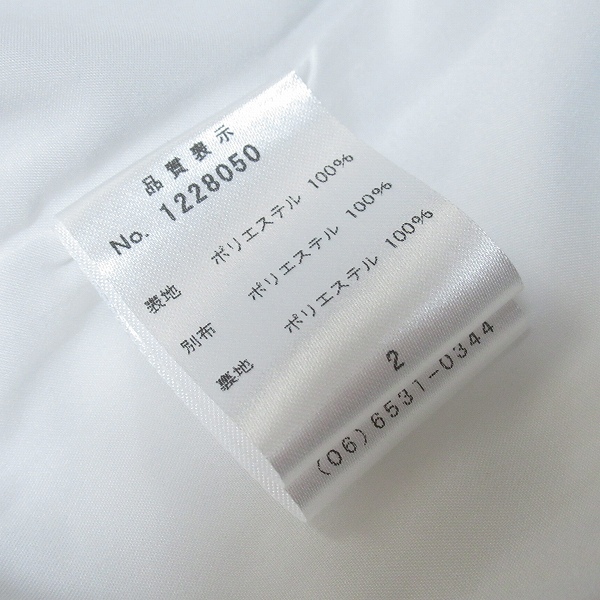 品質表示
No. 1228050
表地 ポリエステル 100%
別布 ポリエステル 100%
裏地 ポリエステル 100%
2
(06)6531-0344